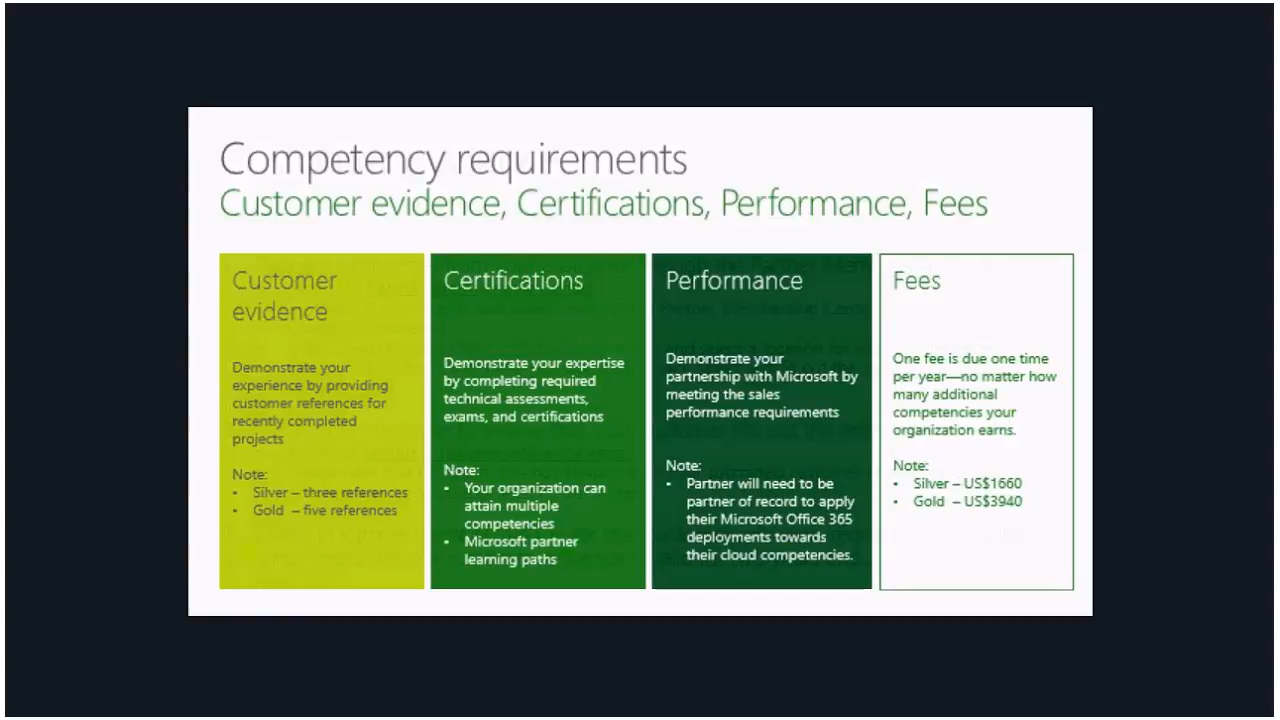 Competency requirements
Customer evidence, Certifications, Performance, Fees
Customer
evidence
Demonstrate your
experience by providing
customer references for
recently completed
projects
Note:
• Silver – three references
• Gold – five references
Certifications
Demonstrate your expertise
by completing required
technical assessments,
exams, and certifications
Note:
• Your organization can
attain multiple
competencies
• Microsoft partner
learning paths
Performance
Demonstrate your
partnership with Microsoft by
meeting the sales
performance requirements
Note:
• Partner will need to be
partner of record to apply
their Microsoft Office 365
deployments towards
their cloud competencies.
Fees
One fee is due one time
per year—no matter how
many additional
competencies your
organization earns.
Note:
• Silver – US$1660
• Gold – US$3940